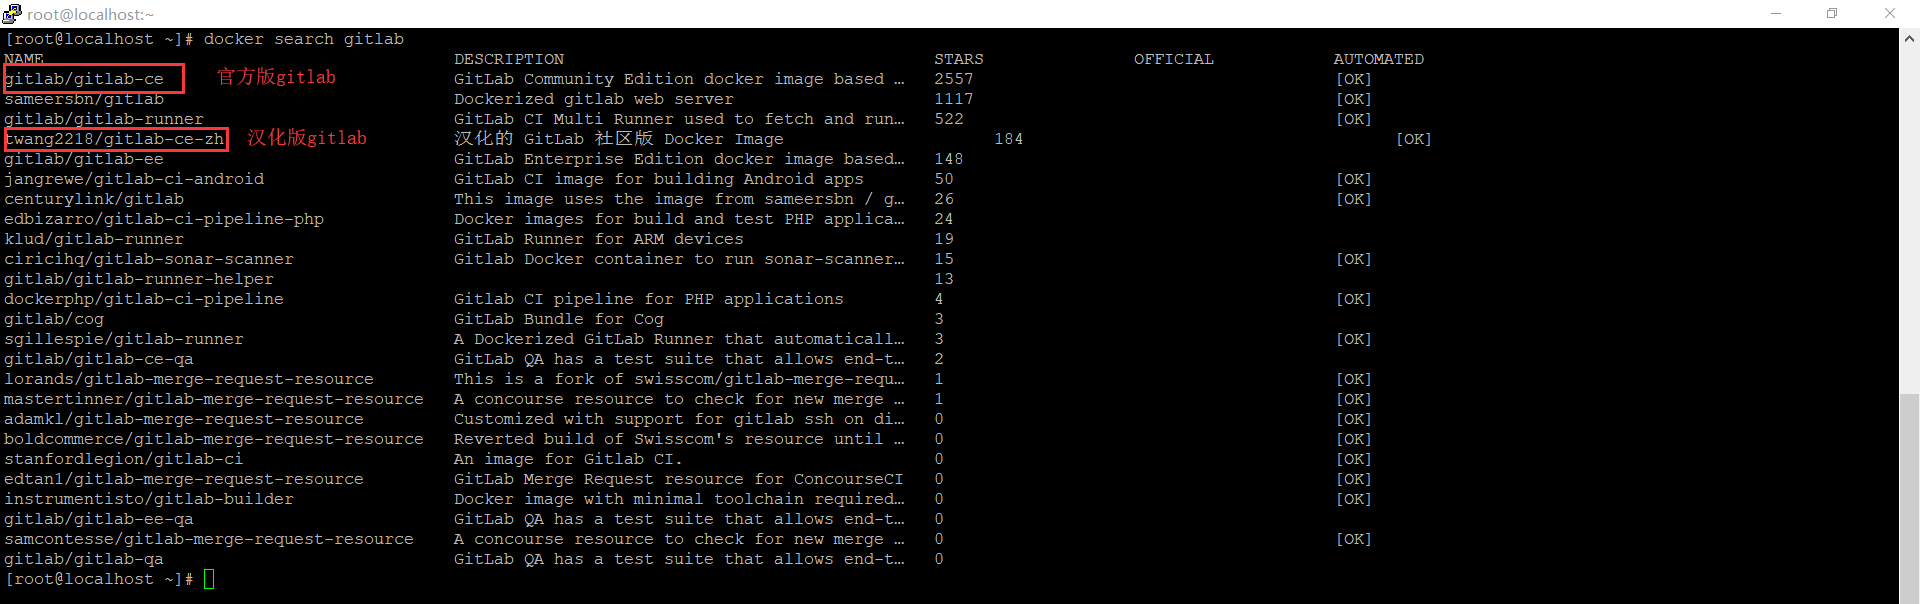 root@localhost:~
[root@localhost ~]# docker search gitlab
NAME DESCRIPTION STARS OFFICIAL AUTOMATED
gitlab/gitlab-ce 官方版gitlab GitLab Community Edition docker image based … 2557 [OK]
sameersbn/gitlab Dockerized gitlab web server 1117 [OK]
gitlab/gitlab-runner GitLab CI Multi Runner used to fetch and run… 522 [OK]
twang2218/gitlab-ce-zh 汉化版gitlab 汉化的 GitLab 社区版 Docker Image 184 [OK]
gitlab/gitlab-ee GitLab Enterprise Edition docker image based… 148
jangrewe/gitlab-ci-android GitLab CI image for building Android apps 50 [OK]
centurylink/gitlab This image uses the image from sameersbn / g… 26 [OK]
edbizarro/gitlab-ci-pipeline-php Docker images for build and test PHP applica… 24
klud/gitlab-runner GitLab Runner for ARM devices 19
ciricihq/gitlab-sonar-scanner Gitlab Docker container to run sonar-scanner… 15 [OK]
gitlab/gitlab-runner-helper 13
dockerphp/gitlab-ci-pipeline Gitlab CI pipeline for PHP applications 4 [OK]
gitlab/cog GitLab Bundle for Cog 3
sgillespie/gitlab-runner A Dockerized GitLab Runner that automaticall… 3 [OK]
gitlab/gitlab-ce-qa GitLab QA has a test suite that allows end-t… 2
lorands/gitlab-merge-request-resource This is a fork of swisscom/gitlab-merge-requ… 1 [OK]
mastertinner/gitlab-merge-request-resource A concourse resource to check for new merge … 1 [OK]
adamkl/gitlab-merge-request-resource Customized with support for gitlab ssh on di… 0 [OK]
boldcommerce/gitlab-merge-request-resource Reverted build of Swisscom's resource until … 0 [OK]
stanfordlegion/gitlab-ci An image for Gitlab CI. 0 [OK]
edtan1/gitlab-merge-request-resource GitLab Merge Request resource for ConcourseCI 0 [OK]
instrumentisto/gitlab-builder Docker image with minimal toolchain required… 0 [OK]
gitlab/gitlab-ee-qa GitLab QA has a test suite that allows end-t… 0
samcontesse/gitlab-merge-request-resource A concourse resource to check for new merge … 0 [OK]
gitlab/gitlab-qa GitLab QA has a test suite that allows end-t… 0
[root@localhost ~]#